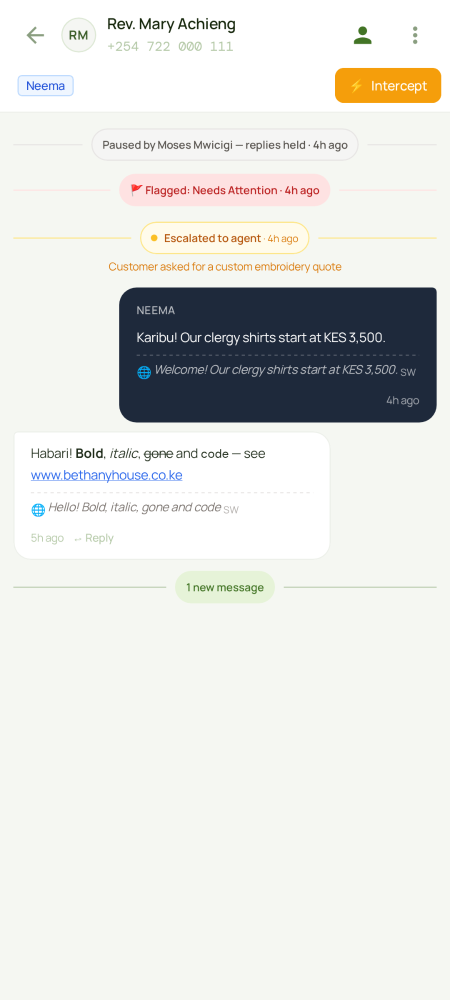 RM
Rev. Mary Achieng
+254 722 000 111
Neema
⚡ Intercept
Paused by Moses Mwicigi — replies held · 4h ago
🚩 Flagged: Needs Attention · 4h ago
Escalated to agent · 4h ago
Customer asked for a custom embroidery quote
NEEMA
Karibu! Our clergy shirts start at KES 3,500.
🌐 Welcome! Our clergy shirts start at KES 3,500. SW
4h ago
Habari! Bold, italic, gone and code — see
www.bethanyhouse.co.ke
🌐 Hello! Bold, italic, gone and code SW
5h ago ↔ Reply
1 new message